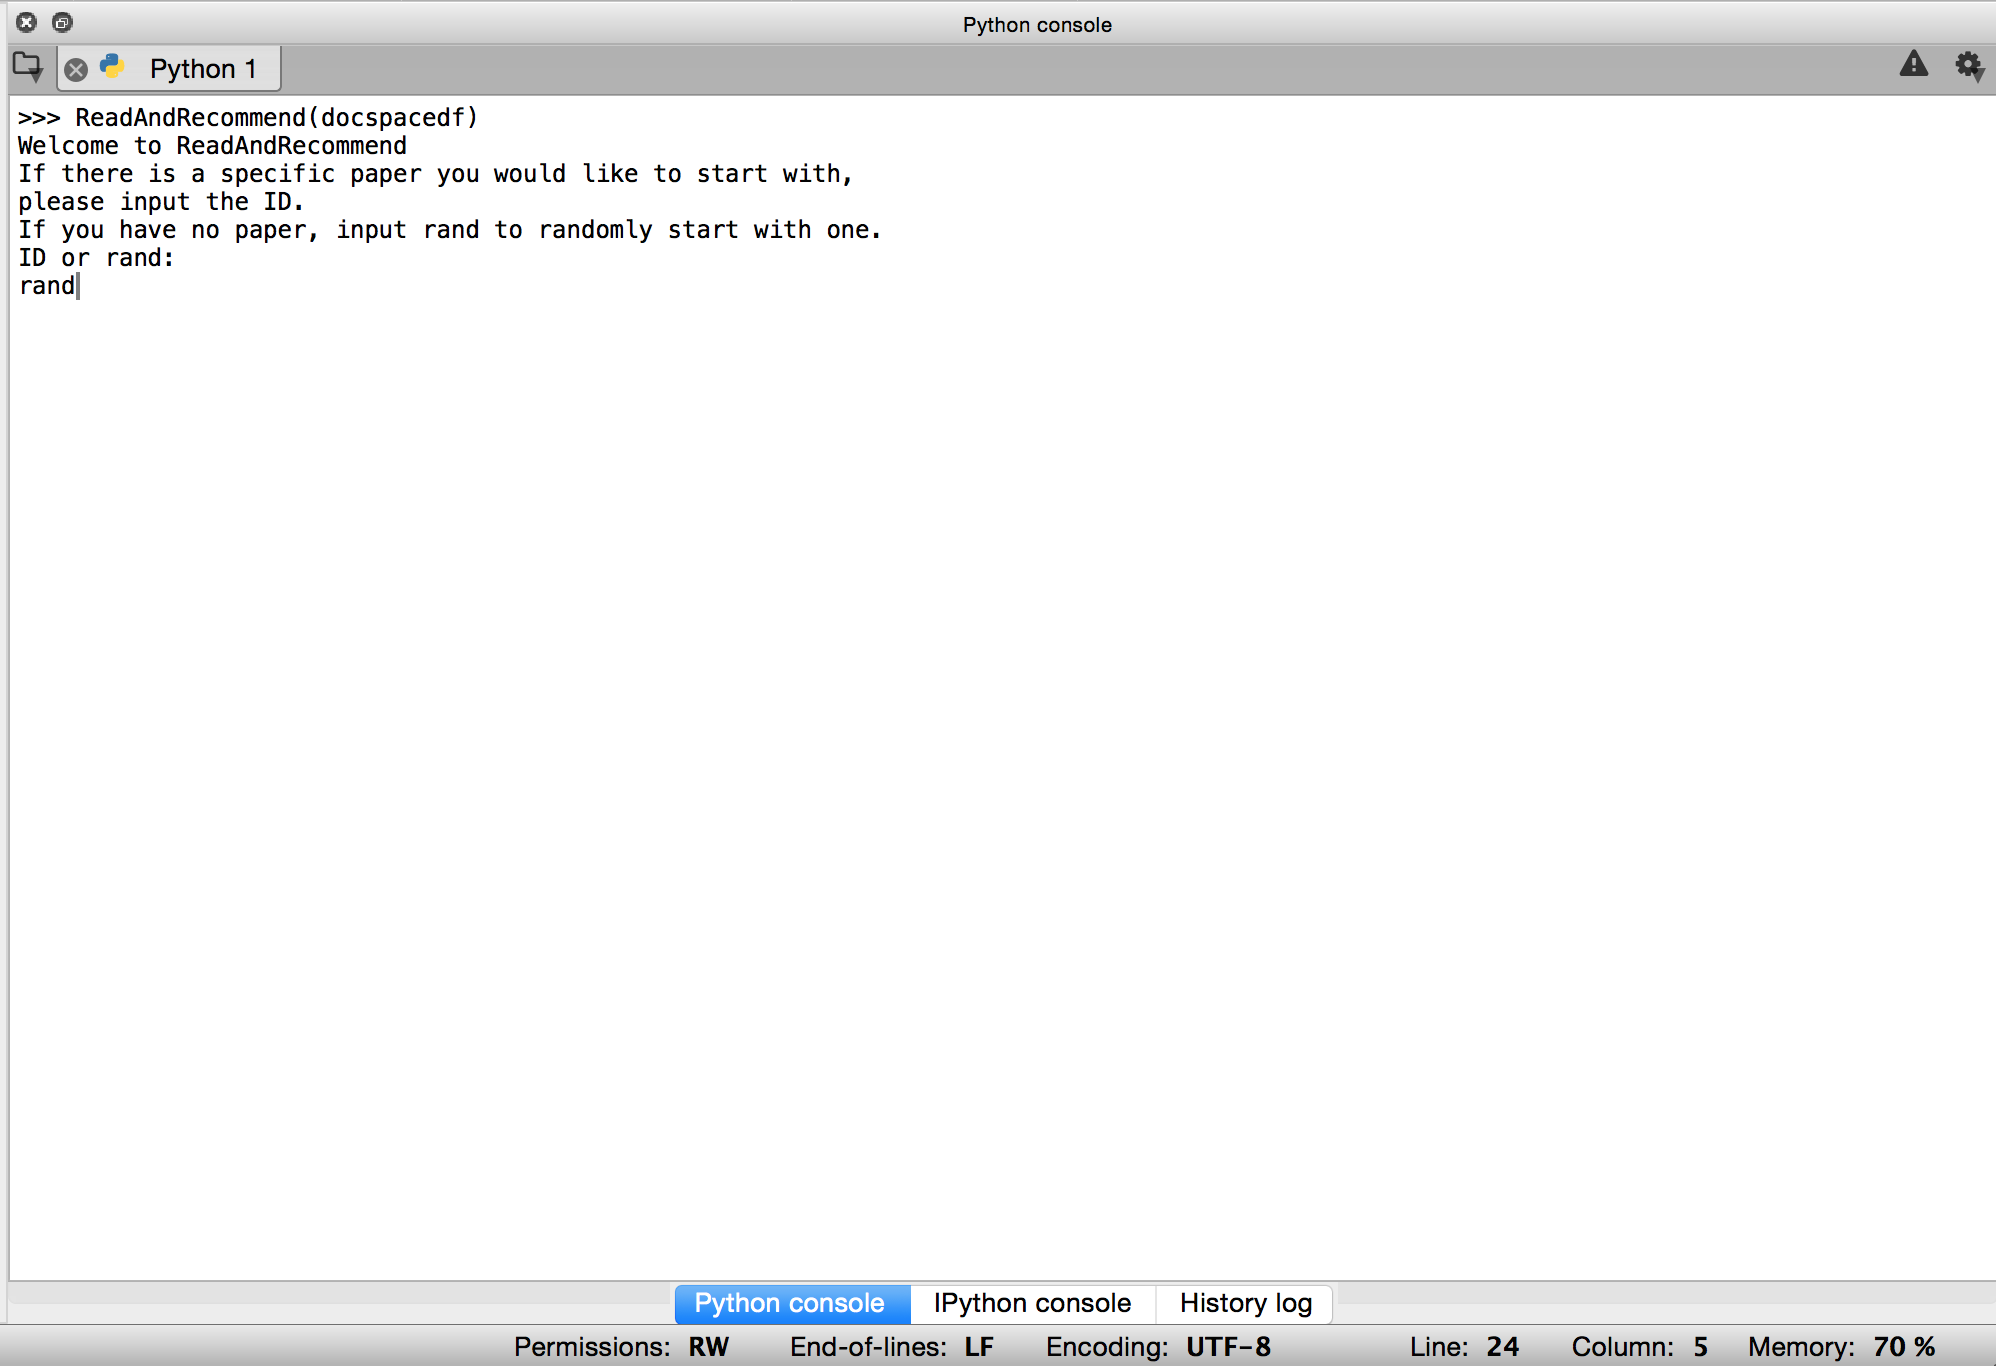 Python console
Python 1
>>> ReadAndRecommend(docspacedf)
Welcome to ReadAndRecommend
If there is a specific paper you would like to start with,
please input the ID.
If you have no paper, input rand to randomly start with one.
ID or rand:
rand
Python console IPython console History log
Permissions: RW End-of-lines: LF Encoding: UTF-8 Line: 24 Column: 5 Memory: 70 %